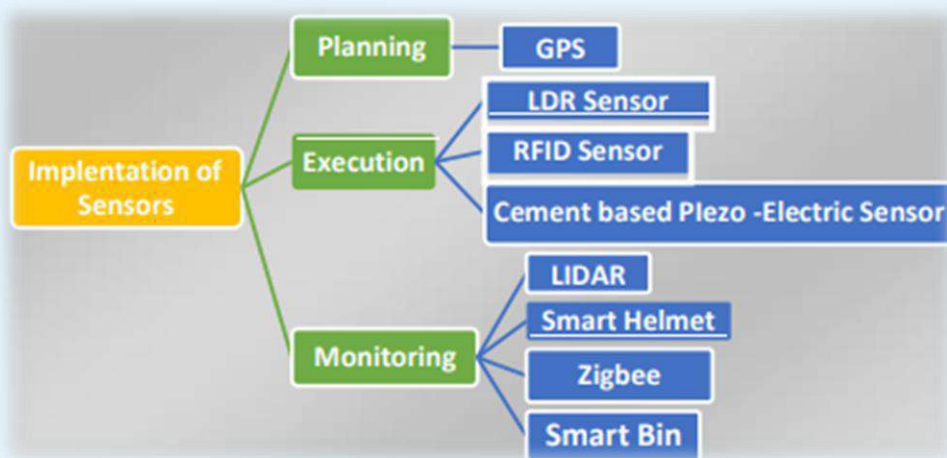 Planning
GPS
LDR Sensor
Execution
RFID Sensor
Implentation of
Sensors
Cement based PIezo -Electric Sensor
LIDAR
Smart Helmet
Monitoring
Zigbee
Smart Bin